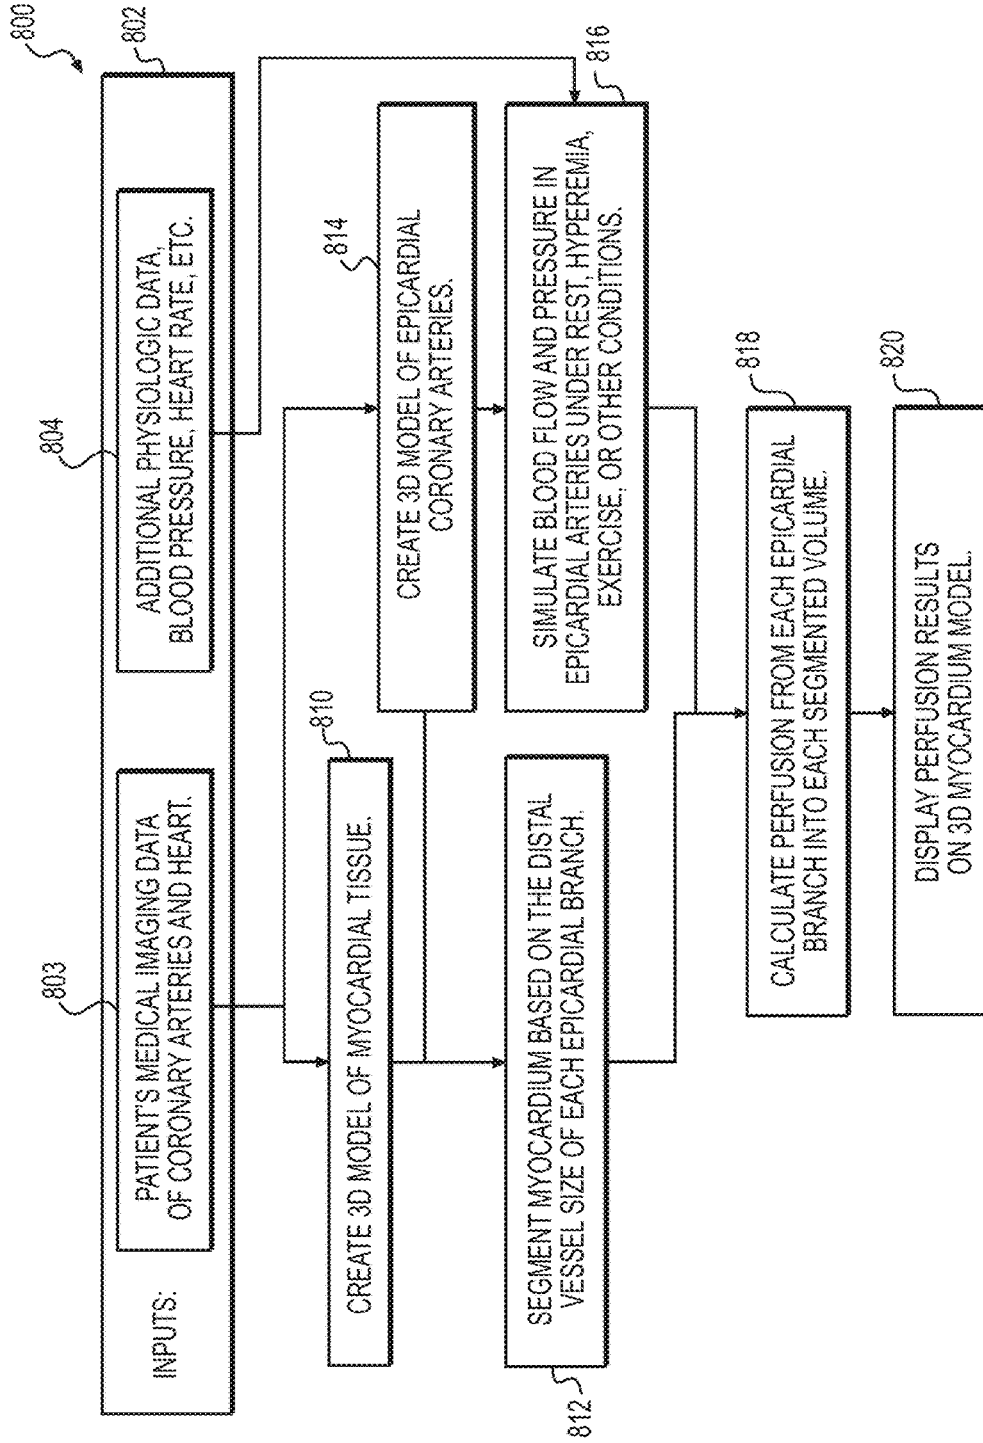 800
802
INPUTS:
803
PATIENT'S MEDICAL IMAGING DATA
OF CORONARY ARTERIES AND HEART.
804
ADDITIONAL PHYSIOLOGIC DATA,
BLOOD PRESSURE, HEART RATE, ETC.
810
CREATE 3D MODEL OF MYOCARDIAL TISSUE.
814
CREATE 3D MODEL OF EPICARDIAL
CORONARY ARTERIES.
812
SEGMENT MYOCARDIUM BASED ON THE DISTAL
VESSEL SIZE OF EACH EPICARDIAL BRANCH.
816
SIMULATE BLOOD FLOW AND PRESSURE IN
EPICARDIAL ARTERIES UNDER REST, HYPEREMIA,
EXERCISE, OR OTHER CONDITIONS.
818
CALCULATE PERFUSION FROM EACH EPICARDIAL
BRANCH INTO EACH SEGMENTED VOLUME.
820
DISPLAY PERFUSION RESULTS
ON 3D MYOCARDIUM MODEL.